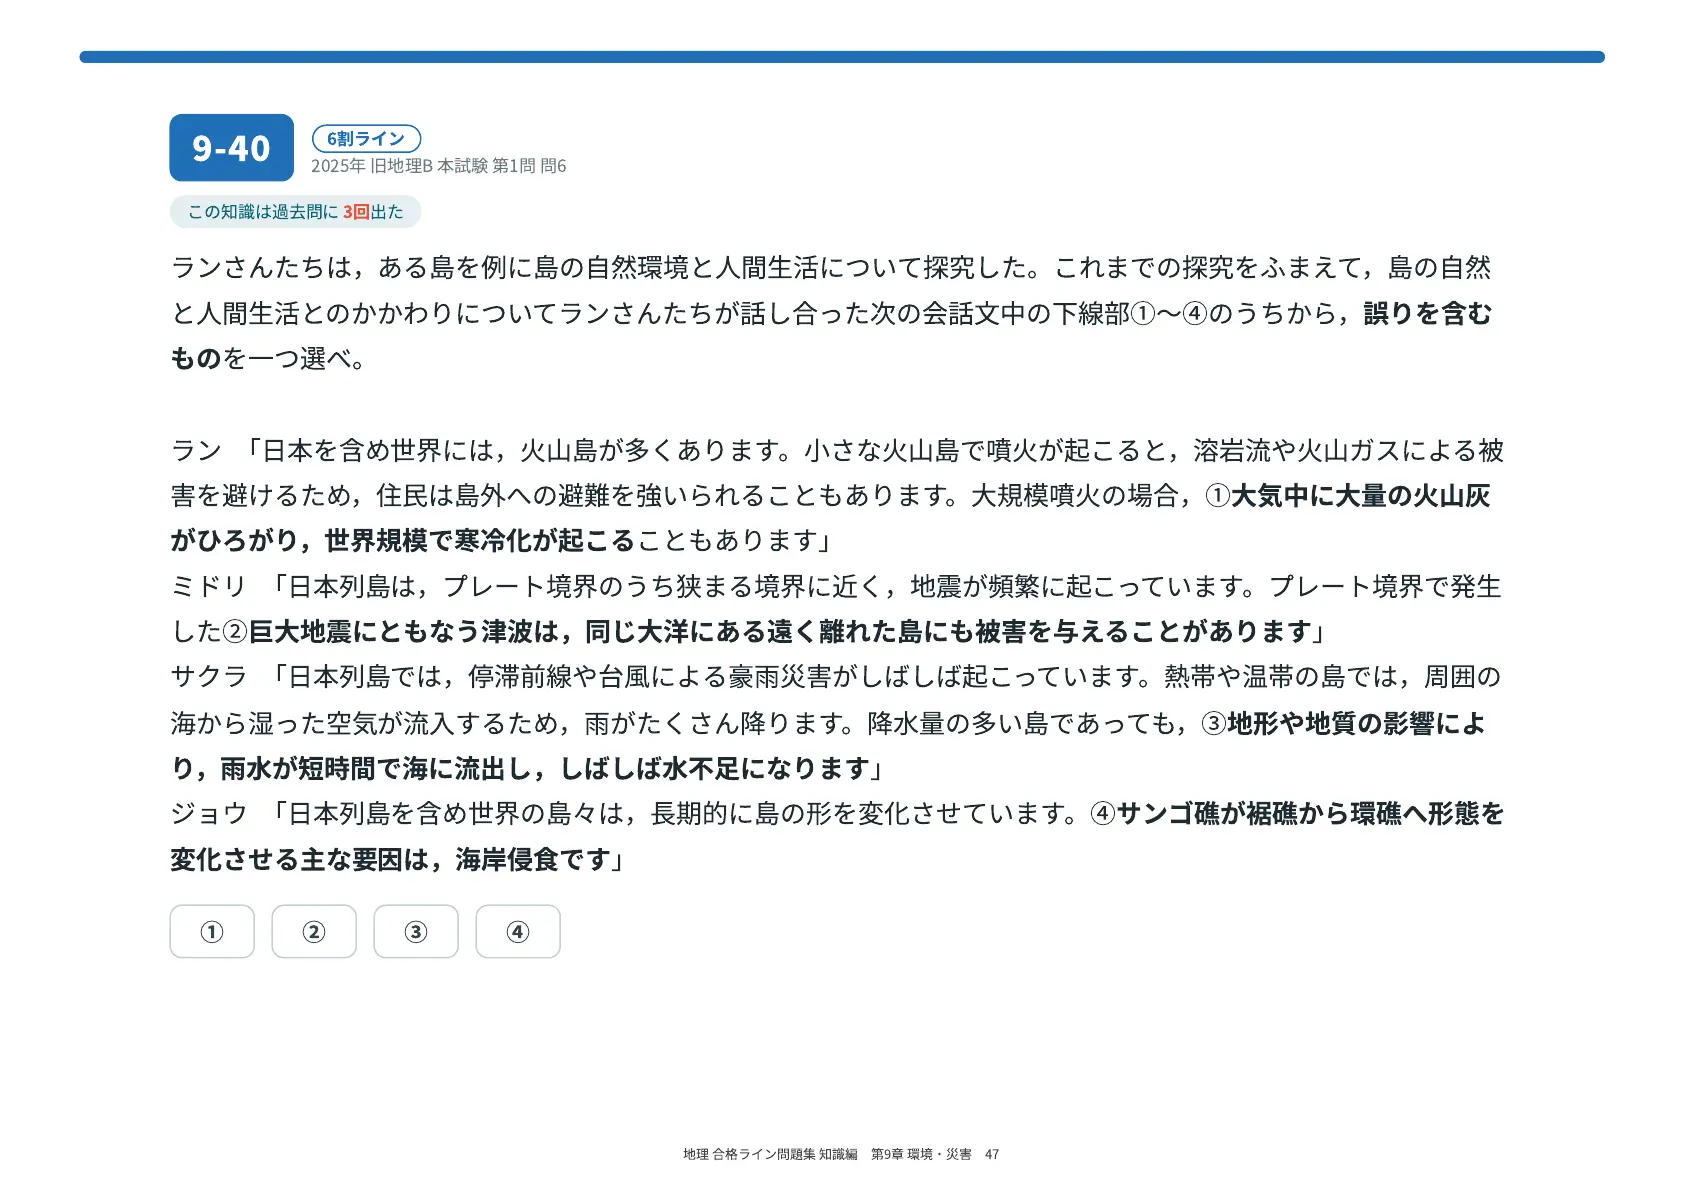 9-40
6割ライン
2025年 旧地理B 本試験 第1問 問6
この知識は過去問に 3回出た
ランさんたちは，ある島を例に島の自然環境と人間生活について探究した。これまでの探究をふまえて，島の自然
と人間生活とのかかわりについてランさんたちが話し合った次の会話文中の下線部①〜④のうちから，誤りを含む
ものを一つ選べ。
ラン　「日本を含め世界には，火山島が多くあります。小さな火山島で噴火が起こると，溶岩流や火山ガスによる被
害を避けるため，住民は島外への避難を強いられることもあります。大規模噴火の場合，①大気中に大量の火山灰
がひろがり，世界規模で寒冷化が起こることもあります」
ミドリ　「日本列島は，プレート境界のうち狭まる境界に近く，地震が頻繁に起こっています。プレート境界で発生
した②巨大地震にともなう津波は，同じ大洋にある遠く離れた島にも被害を与えることがあります」
サクラ　「日本列島では，停滞前線や台風による豪雨災害がしばしば起こっています。熱帯や温帯の島では，周囲の
海から湿った空気が流入するため，雨がたくさん降ります。降水量の多い島であっても，③地形や地質の影響によ
り，雨水が短時間で海に流出し，しばしば水不足になります」
ジョウ　「日本列島を含め世界の島々は，長期的に島の形を変化させています。④サンゴ礁が裾礁から環礁へ形態を
変化させる主な要因は，海岸侵食です」
① ② ③ ④
地理 合格ライン問題集 知識編　第9章 環境・災害　47